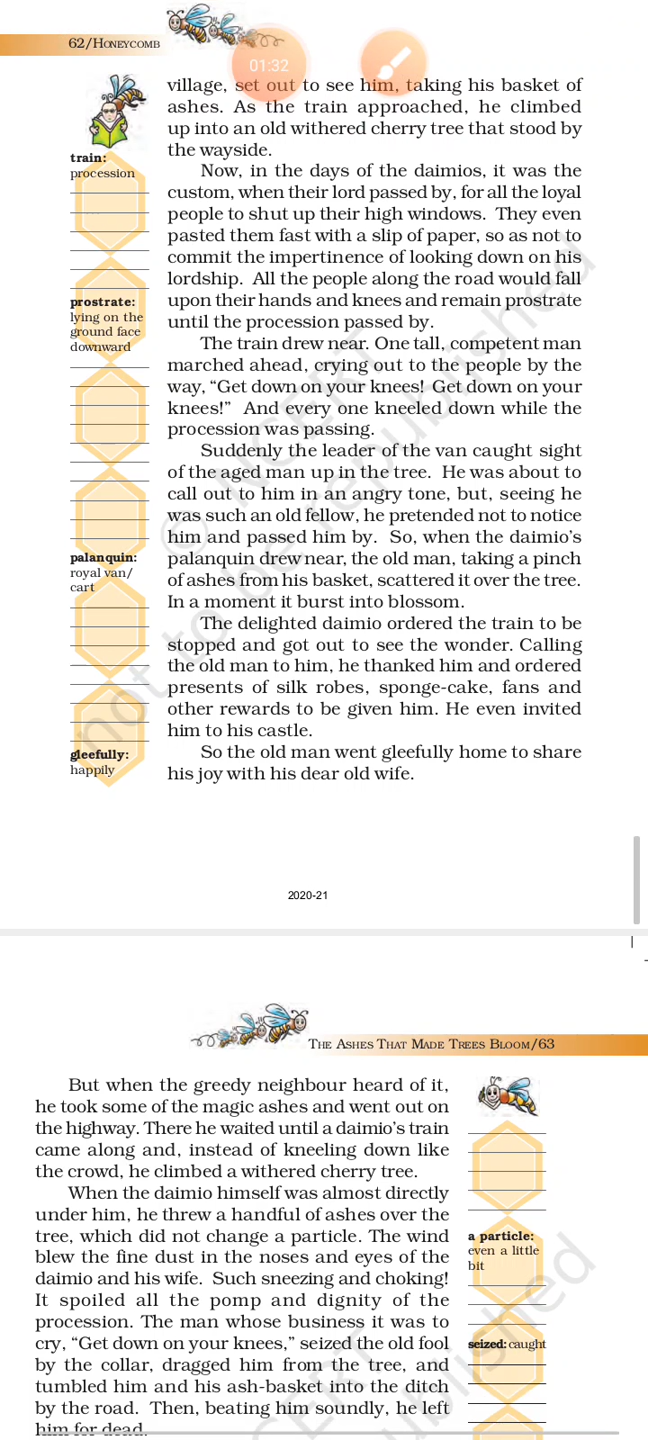 62/HONEYCOMB
01:32
village, set out to see him, taking his basket of
ashes. As the train approached, he climbed
up into an old withered cherry tree that stood by
the wayside.
train:
procession
Now, in the days of the daimios, it was the
custom, when their lord passed by, for all the loyal
people to shut up their high windows. They even
pasted them fast with a slip of paper, so as not to
commit the impertinence of looking down on his
lordship. All the people along the road would fall
upon their hands and knees and remain prostrate
until the procession passed by.
prostrate:
lying on the
ground face
downward
The train drew near. One tall, competent man
marched ahead, crying out to the people by the
way, “Get down on your knees! Get down on your
knees!” And every one kneeled down while the
procession was passing.
Suddenly the leader of the van caught sight
of the aged man up in the tree. He was about to
call out to him in an angry tone, but, seeing he
was such an old fellow, he pretended not to notice
him and passed him by. So, when the daimio’s
palanquin drew near, the old man, taking a pinch
of ashes from his basket, scattered it over the tree.
In a moment it burst into blossom.
palanquin:
royal van/
cart
The delighted daimio ordered the train to be
stopped and got out to see the wonder. Calling
the old man to him, he thanked him and ordered
presents of silk robes, sponge-cake, fans and
other rewards to be given him. He even invited
him to his castle.
So the old man went gleefully home to share
his joy with his dear old wife.
gleefully:
happily
© NCERT
not to be republished
2020-21
THE ASHES THAT MADE TREES BLOOM/63
But when the greedy neighbour heard of it,
he took some of the magic ashes and went out on
the highway. There he waited until a daimio’s train
came along and, instead of kneeling down like
the crowd, he climbed a withered cherry tree.
When the daimio himself was almost directly
under him, he threw a handful of ashes over the
tree, which did not change a particle. The wind
blew the fine dust in the noses and eyes of the
daimio and his wife. Such sneezing and choking!
It spoiled all the pomp and dignity of the
procession. The man whose business it was to
cry, “Get down on your knees,” seized the old fool
by the collar, dragged him from the tree, and
tumbled him and his ash-basket into the ditch
by the road. Then, beating him soundly, he left
him for dead.
a particle:
even a little
bit
seized: caught